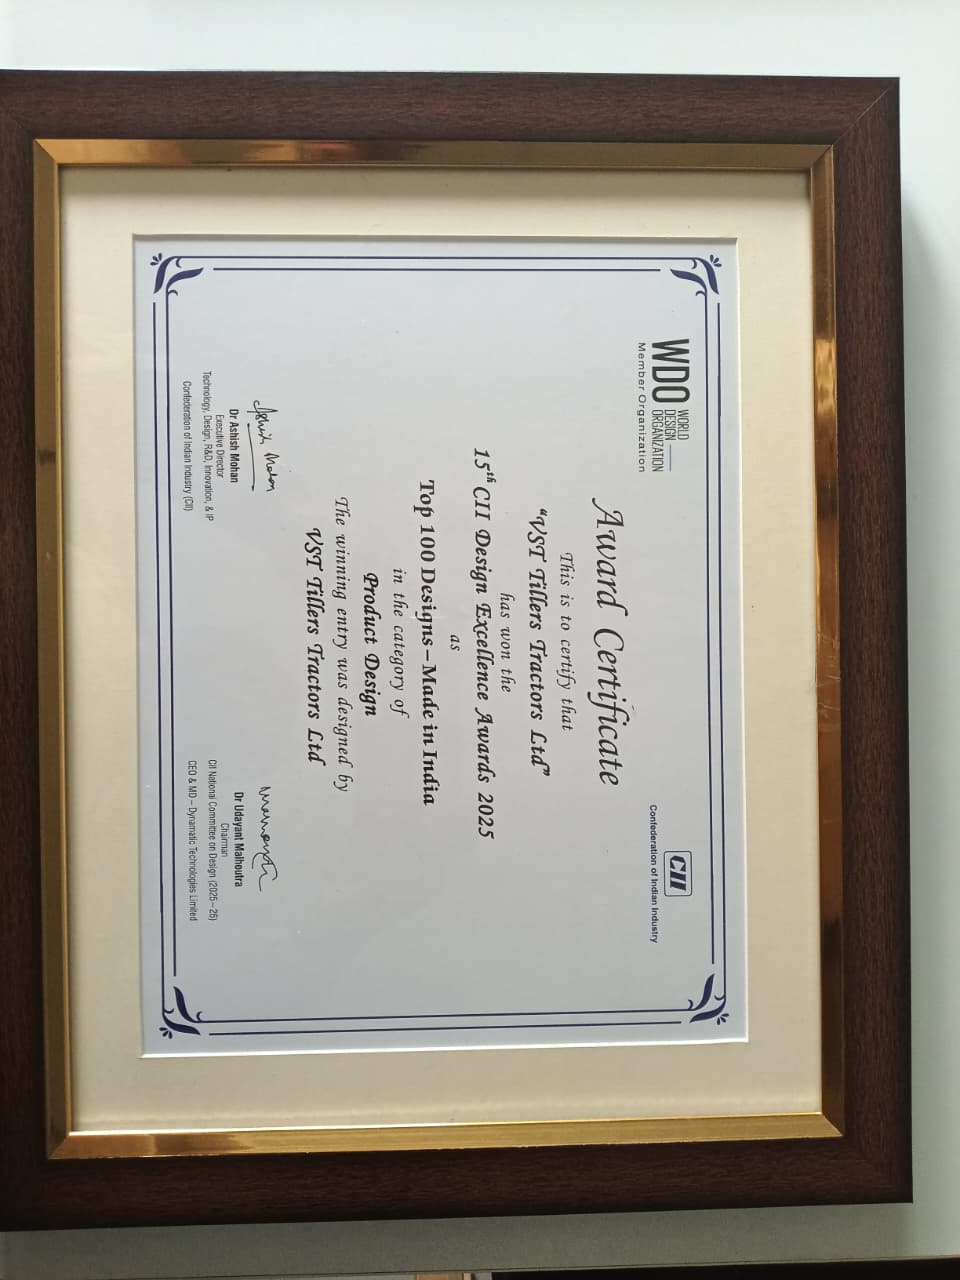 WDO WORLD
DESIGN
ORGANIZATION
Member Organization
CII
Confederation of Indian Industry
Award Certificate
This is to certify that
“VST Tillers Tractors Ltd”
has won the
15th CII Design Excellence Awards 2025
as
Top 100 Designs – Made in India
in the category of
Product Design
The winning entry was designed by
VST Tillers Tractors Ltd
Ashish Mohan
Dr Ashish Mohan
Executive Director
Technology, Design, R&D, Innovation, & IP
Confederation of Indian Industry (CII)
Dr Udayant Malhoutra
Chairman
CII National Committee on Design (2025–26)
CEO & MD – Dynamatic Technologies Limited